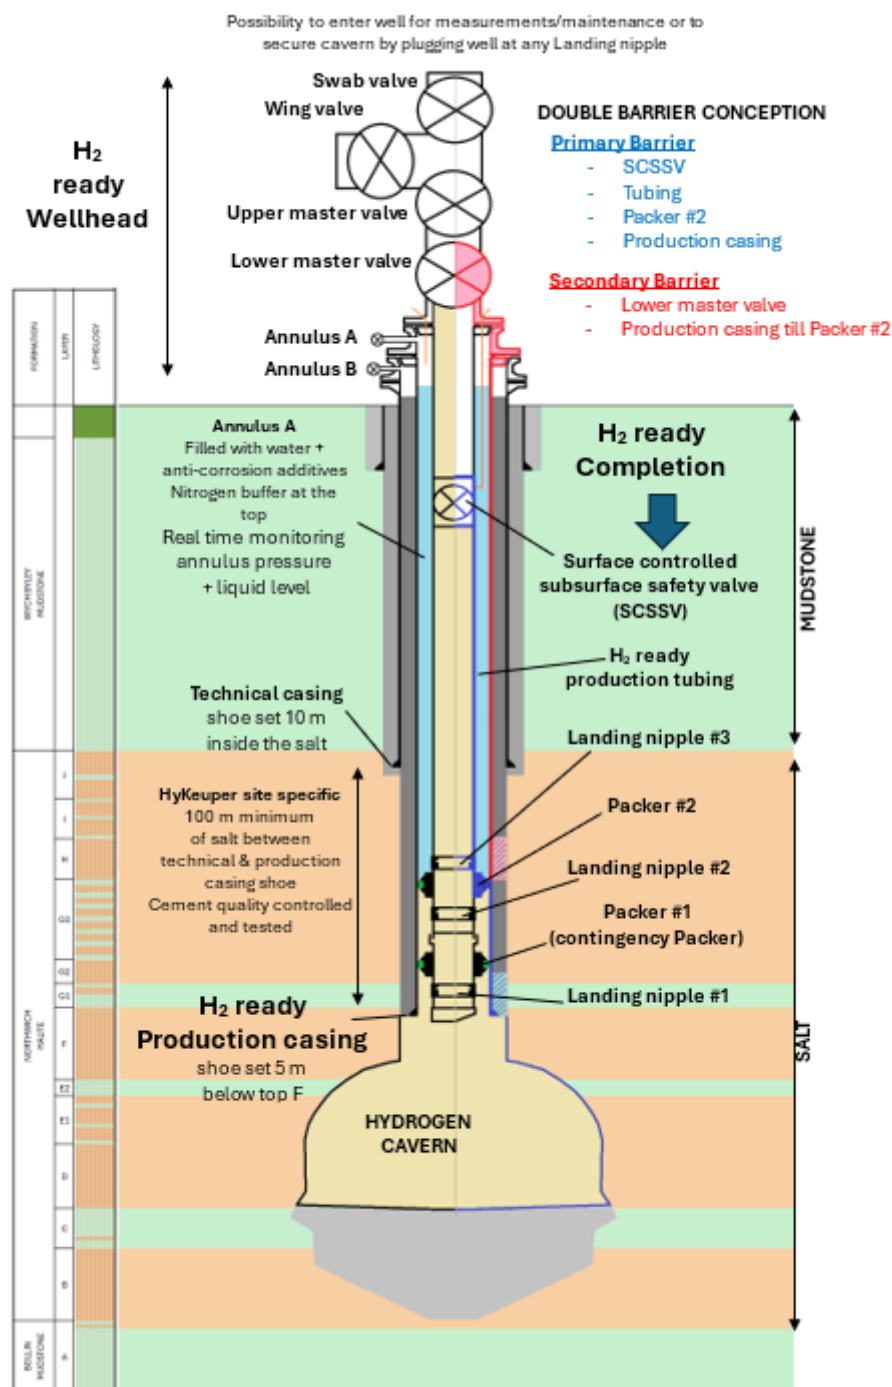 Possibility to enter well for measurements/maintenance or to
secure cavern by plugging well at any Landing nipple
Swab valve
Wing valve
H₂
ready
Wellhead
Upper master valve
Lower master valve
DOUBLE BARRIER CONCEPTION
Primary Barrier
- SCSSV
- Tubing
- Packer #2
- Production casing
Secondary Barrier
- Lower master valve
- Production casing till Packer #2
Annulus A
Annulus B
FORMATION
LAYER
LITHOLOGY
Annulus A
Filled with water +
anti-corrosion additives
Nitrogen buffer at the
top
Real time monitoring
annulus pressure
+ liquid level
H₂ ready
Completion
Surface controlled
subsurface safety valve
(SCSSV)
H₂ ready
production tubing
MUDSTONE
MUDSTONE
Technical casing
shoe set 10 m
inside the salt
Landing nipple #3
HyKeuper site specific
100 m minimum
of salt between
technical & production
casing shoe
Cement quality controlled
and tested
Packer #2
Landing nipple #2
Packer #1
(contingency Packer)
Landing nipple #1
H₂ ready
Production casing
shoe set 5 m
below top F
HYDROGEN
CAVERN
SALT
NORTHWICH
HALITE
J
I
H
G3
G2
G1
F
E2
E1
D
C
B
BOLLIN
MUDSTONE
A